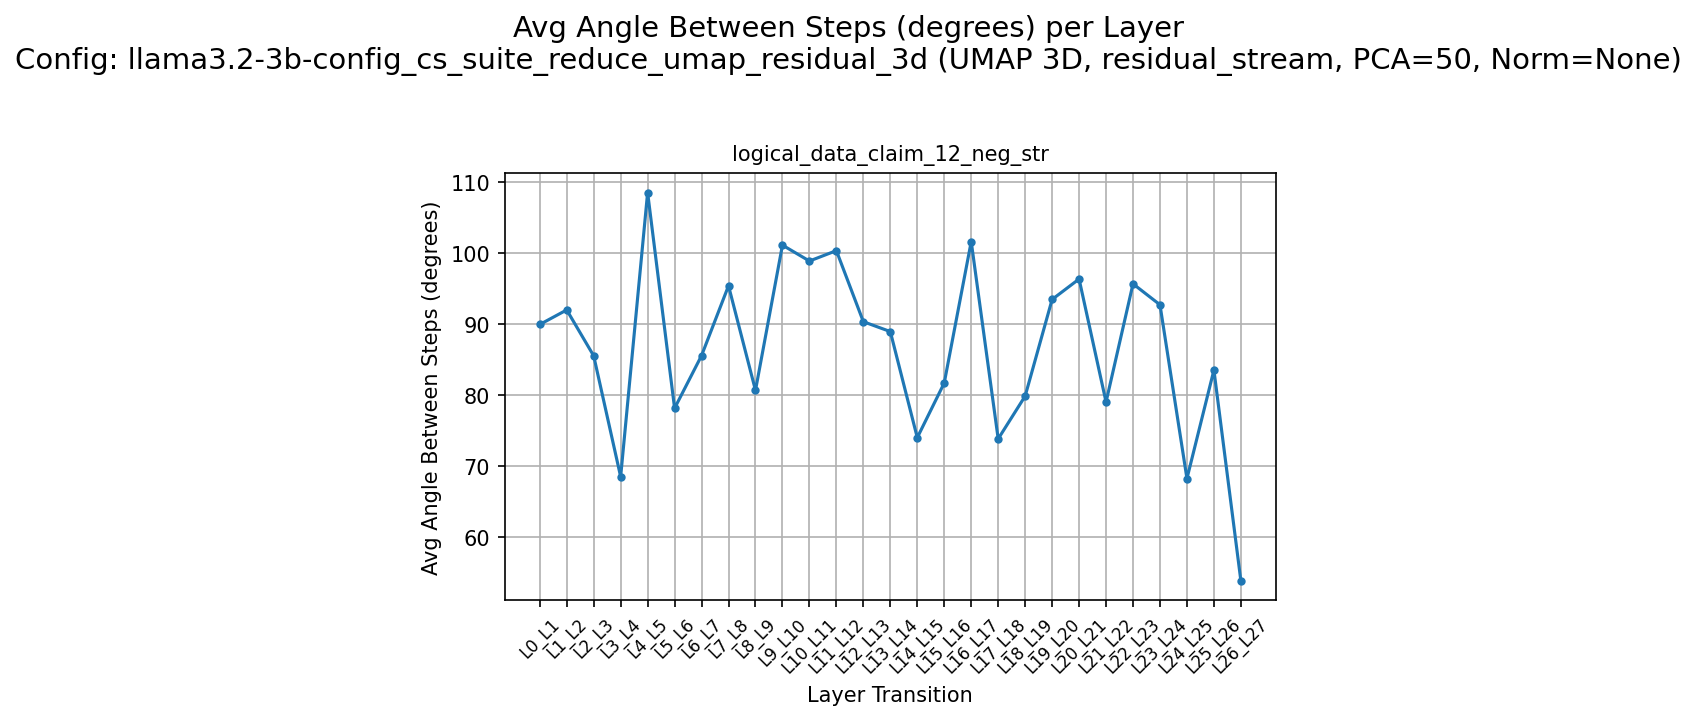 Avg Angle Between Steps (degrees) per Layer
Config: llama3.2-3b-config_cs_suite_reduce_umap_residual_3d (UMAP 3D, residual_stream, PCA=50, Norm=None)
logical_data_claim_12_neg_str
Avg Angle Between Steps (degrees)
110
100
90
80
70
60
L0_L1
L1_L2
L2_L3
L3_L4
L4_L5
L5_L6
L6_L7
L7_L8
L8_L9
L9_L10
L10_L11
L11_L12
L12_L13
L13_L14
L14_L15
L15_L16
L16_L17
L17_L18
L18_L19
L19_L20
L20_L21
L21_L22
L22_L23
L23_L24
L24_L25
L25_L26
L26_L27
Layer Transition